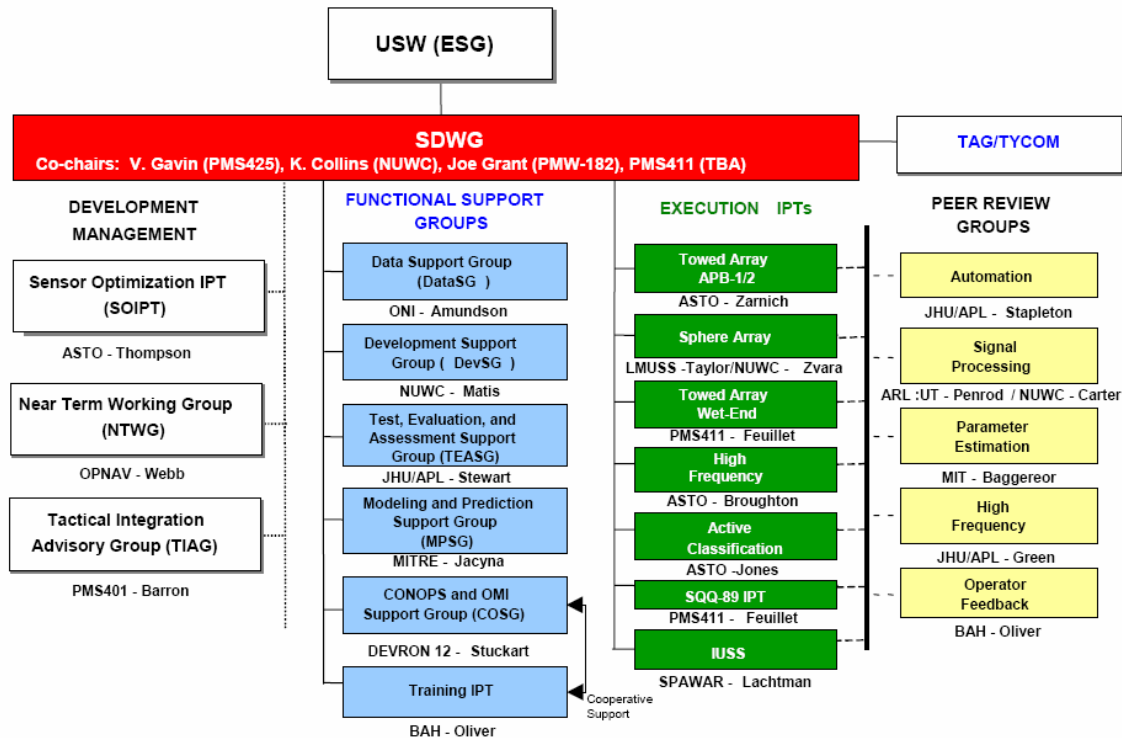 USW (ESG)
SDWG
Co-chairs: V. Gavin (PMS425), K. Collins (NUWC), Joe Grant (PMW-182), PMS411 (TBA)
TAG/TYCOM
DEVELOPMENT
MANAGEMENT
Sensor Optimization IPT
(SOIPT)
ASTO - Thompson
Near Term Working Group
(NTWG)
OPNAV - Webb
Tactical Integration
Advisory Group (TIAG)
PMS401 - Barron
FUNCTIONAL SUPPORT
GROUPS
Data Support Group
(DataSG )
ONI - Amundson
Development Support
Group ( DevSG )
NUWC - Matis
Test, Evaluation, and
Assessment Support
Group (TEASG)
JHU/APL - Stewart
Modeling and Prediction
Support Group
(MPSG)
MITRE - Jacyna
CONOPS and OMI
Support Group (COSG)
DEVRON 12 - Stuckart
Training IPT
BAH - Oliver
Cooperative
Support
EXECUTION IPTs
Towed Array
APB-1/2
ASTO - Zarnich
Sphere Array
LMUSS -Taylor/NUWC - Zvara
Towed Array
Wet-End
PMS411 - Feuillet
High
Frequency
ASTO - Broughton
Active
Classification
ASTO -Jones
SQQ-89 IPT
PMS411 - Feuillet
IUSS
SPAWAR - Lachtman
PEER REVIEW
GROUPS
Automation
JHU/APL - Stapleton
Signal
Processing
ARL :UT - Penrod / NUWC - Carter
Parameter
Estimation
MIT - Baggereor
High
Frequency
JHU/APL - Green
Operator
Feedback
BAH - Oliver